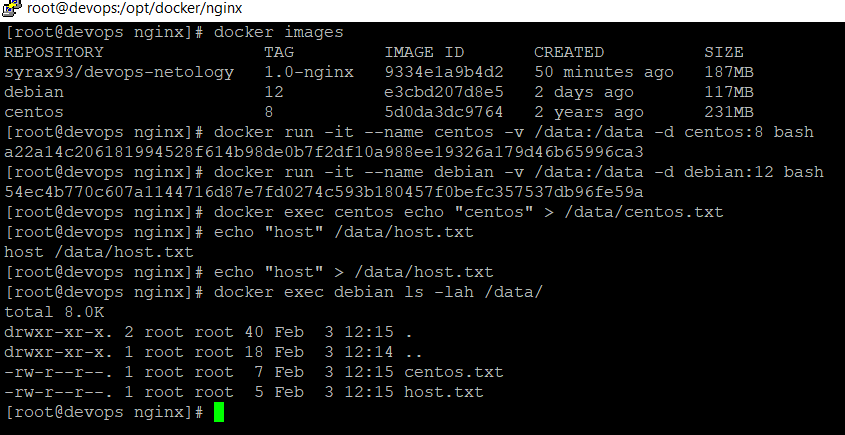 root@devops:/opt/docker/nginx
[root@devops nginx]# docker images
REPOSITORY                TAG         IMAGE ID       CREATED          SIZE
syrax93/devops-netology   1.0-nginx   9334e1a9b4d2   50 minutes ago   187MB
debian                    12          e3cbd207d8e5   2 days ago       117MB
centos                    8           5d0da3dc9764   2 years ago      231MB
[root@devops nginx]# docker run -it --name centos -v /data:/data -d centos:8 bash
a22a14c206181994528f614b98de0b7f2df10a988ee19326a179d46b65996ca3
[root@devops nginx]# docker run -it --name debian -v /data:/data -d debian:12 bash
54ec4b770c607a1144716d87e7fd0274c593b180457f0befc357537db96fe59a
[root@devops nginx]# docker exec centos echo "centos" > /data/centos.txt
[root@devops nginx]# echo "host" /data/host.txt
host /data/host.txt
[root@devops nginx]# echo "host" > /data/host.txt
[root@devops nginx]# docker exec debian ls -lah /data/
total 8.0K
drwxr-xr-x. 2 root root 40 Feb  3 12:15 .
drwxr-xr-x. 1 root root 18 Feb  3 12:14 ..
-rw-r--r--. 1 root root  7 Feb  3 12:15 centos.txt
-rw-r--r--. 1 root root  5 Feb  3 12:15 host.txt
[root@devops nginx]#